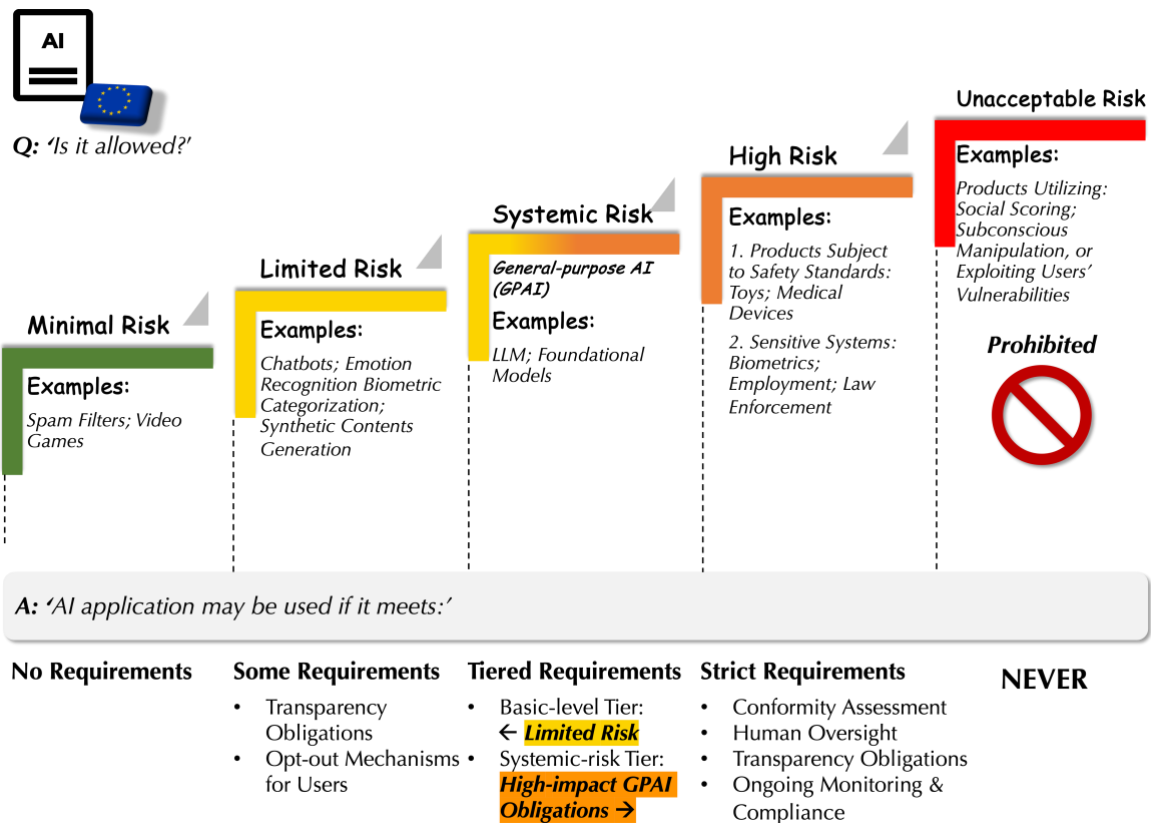 AI
Q: ‘Is it allowed?’
Minimal Risk
Examples:
Spam Filters; Video
Games
Limited Risk
Examples:
Chatbots; Emotion
Recognition Biometric
Categorization;
Synthetic Contents
Generation
Systemic Risk
General-purpose AI
(GPAI)
Examples:
LLM; Foundational
Models
High Risk
Examples:
1. Products Subject
to Safety Standards:
Toys; Medical
Devices
2. Sensitive Systems:
Biometrics;
Employment; Law
Enforcement
Unacceptable Risk
Examples:
Products Utilizing:
Social Scoring;
Subconscious
Manipulation, or
Exploiting Users’
Vulnerabilities
Prohibited
A: ‘AI application may be used if it meets:’
No Requirements
Some Requirements
• Transparency
Obligations
• Opt-out Mechanisms
for Users
Tiered Requirements
• Basic-level Tier:
← Limited Risk
• Systemic-risk Tier:
High-impact GPAI
Obligations →
Strict Requirements
• Conformity Assessment
• Human Oversight
• Transparency Obligations
• Ongoing Monitoring &
Compliance
NEVER